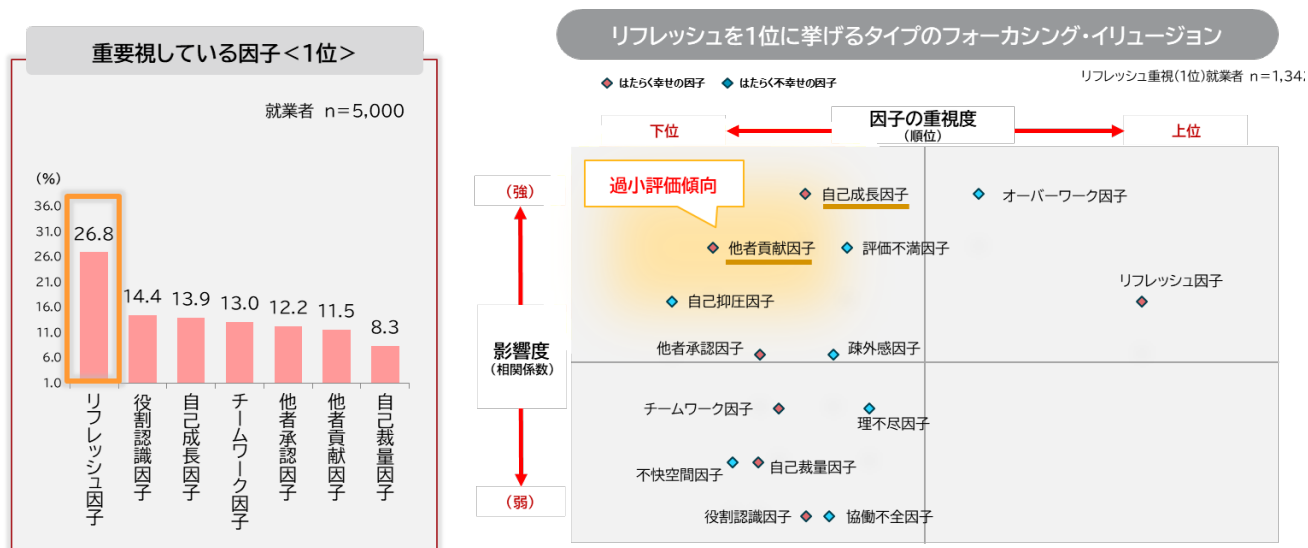 重要視している因子<1位>
就業者 n=5,000
(%)
36.0
31.0
26.0
21.0
16.0
11.0
6.0
1.0
26.8
14.4
13.9
13.0
12.2
11.5
8.3
リフレッシュ因子
役割認識因子
自己成長因子
チームワーク因子
他者承認因子
他者貢献因子
自己裁量因子
リフレッシュを1位に挙げるタイプのフォーカシング・イリュージョン
はたらく幸せの因子 はたらく不幸せの因子
リフレッシュ重視(1位)就業者 n=1,342
下位
因子の重視度
(順位)
上位
(強)
影響度
(相関係数)
(弱)
過小評価傾向
自己成長因子
オーバーワーク因子
他者貢献因子
評価不満因子
リフレッシュ因子
自己抑圧因子
他者承認因子
疎外感因子
チームワーク因子
理不尽因子
不快空間因子
自己裁量因子
役割認識因子
協働不全因子